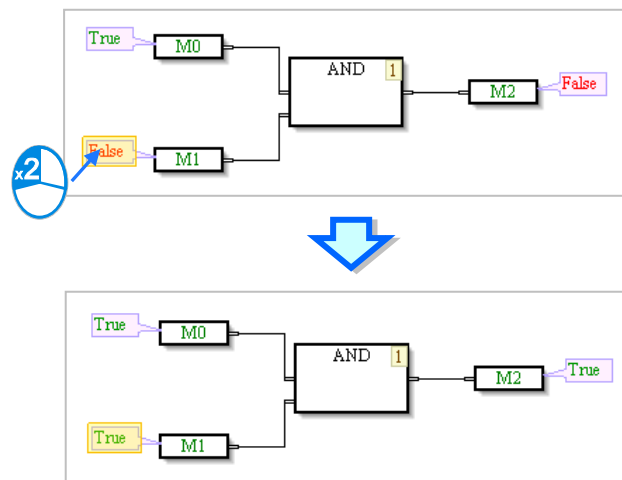 True
M0
AND 1
M2
False
False
M1
x2
True
M0
AND 1
M2
True
True
M1